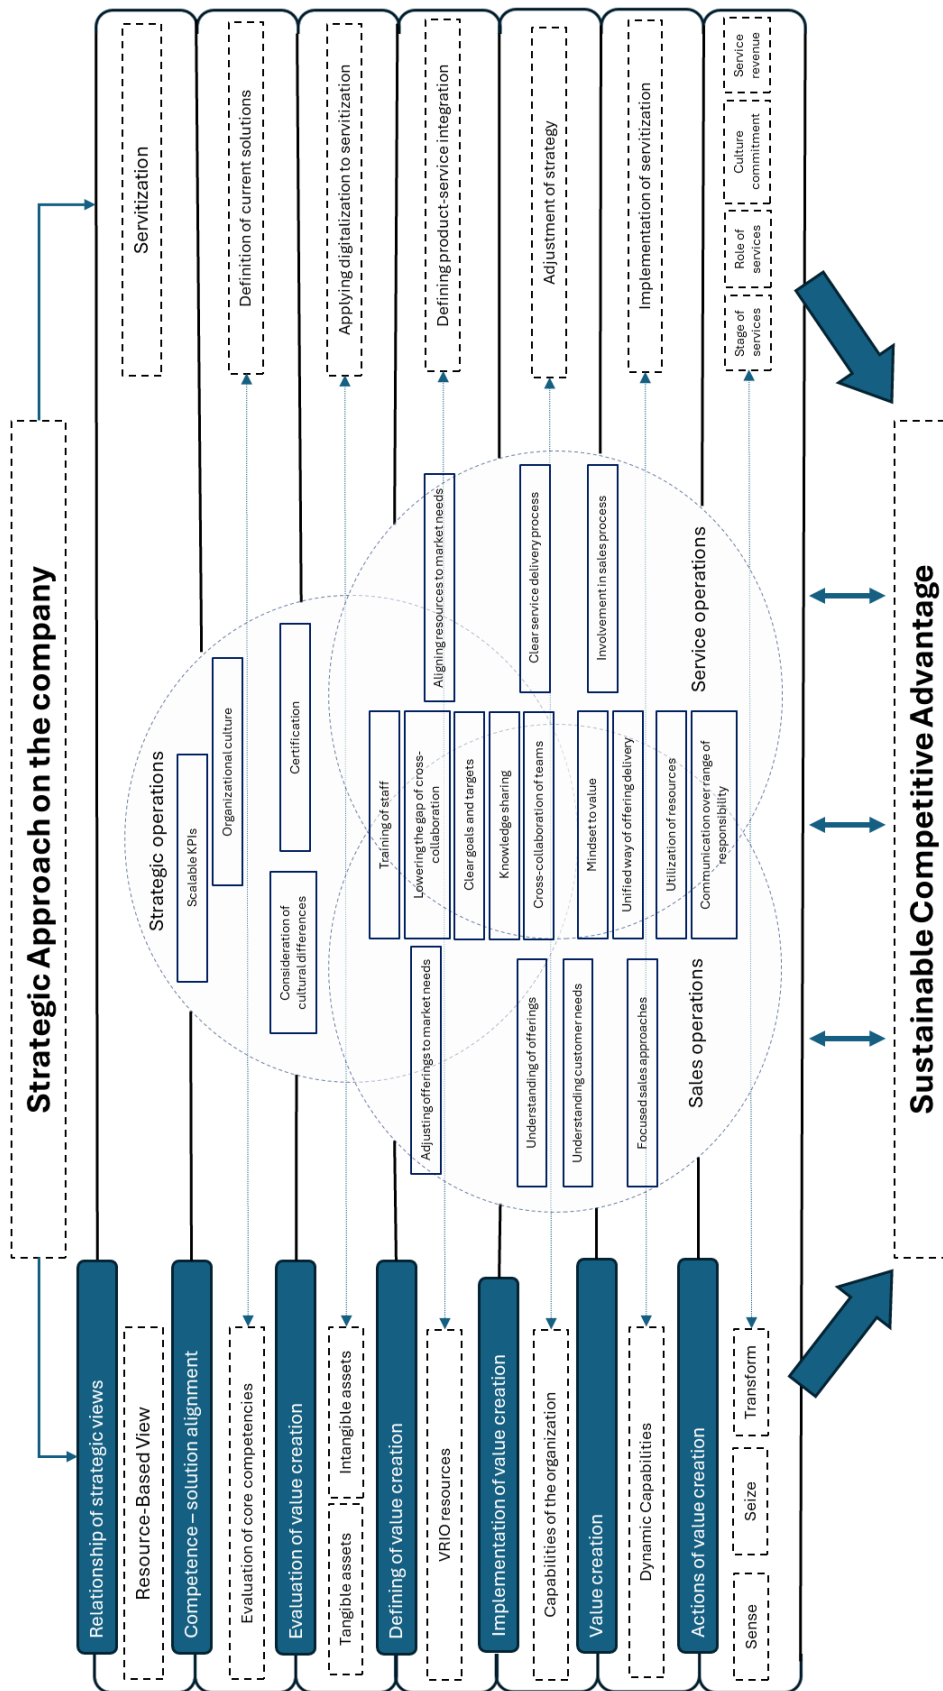 Strategic Approach on the company
Relationship of strategic views
Resource-Based View
Servitization
Competence – solution alignment
Evaluation of core competencies
Definition of current solutions
Evaluation of value creation
Tangible assets
Intangible assets
Applying digitalization to servitization
Defining of value creation
VRIO resources
Defining product-service integration
Implementation of value creation
Capabilities of the organization
Adjustment of strategy
Value creation
Dynamic Capabilities
Implementation of servitization
Actions of value creation
Sense
Seize
Transform
Stage of
services
Role of
services
Culture
commitment
Service
revenue
Strategic operations
Scalable KPIs
Organizational culture
Consideration of
cultural differences
Certification
Training of staff
Lowering the gap of cross-
collaboration
Clear goals and targets
Knowledge sharing
Cross-collaboration of teams
Adjusting offerings to market needs
Aligning resources to market needs
Understanding of offerings
Clear service delivery process
Understanding customer needs
Mindset to value
Involvement in sales process
Focused sales approaches
Unified way of offering delivery
Utilization of resources
Communication over range of
responsibility
Sales operations
Service operations
Sustainable Competitive Advantage